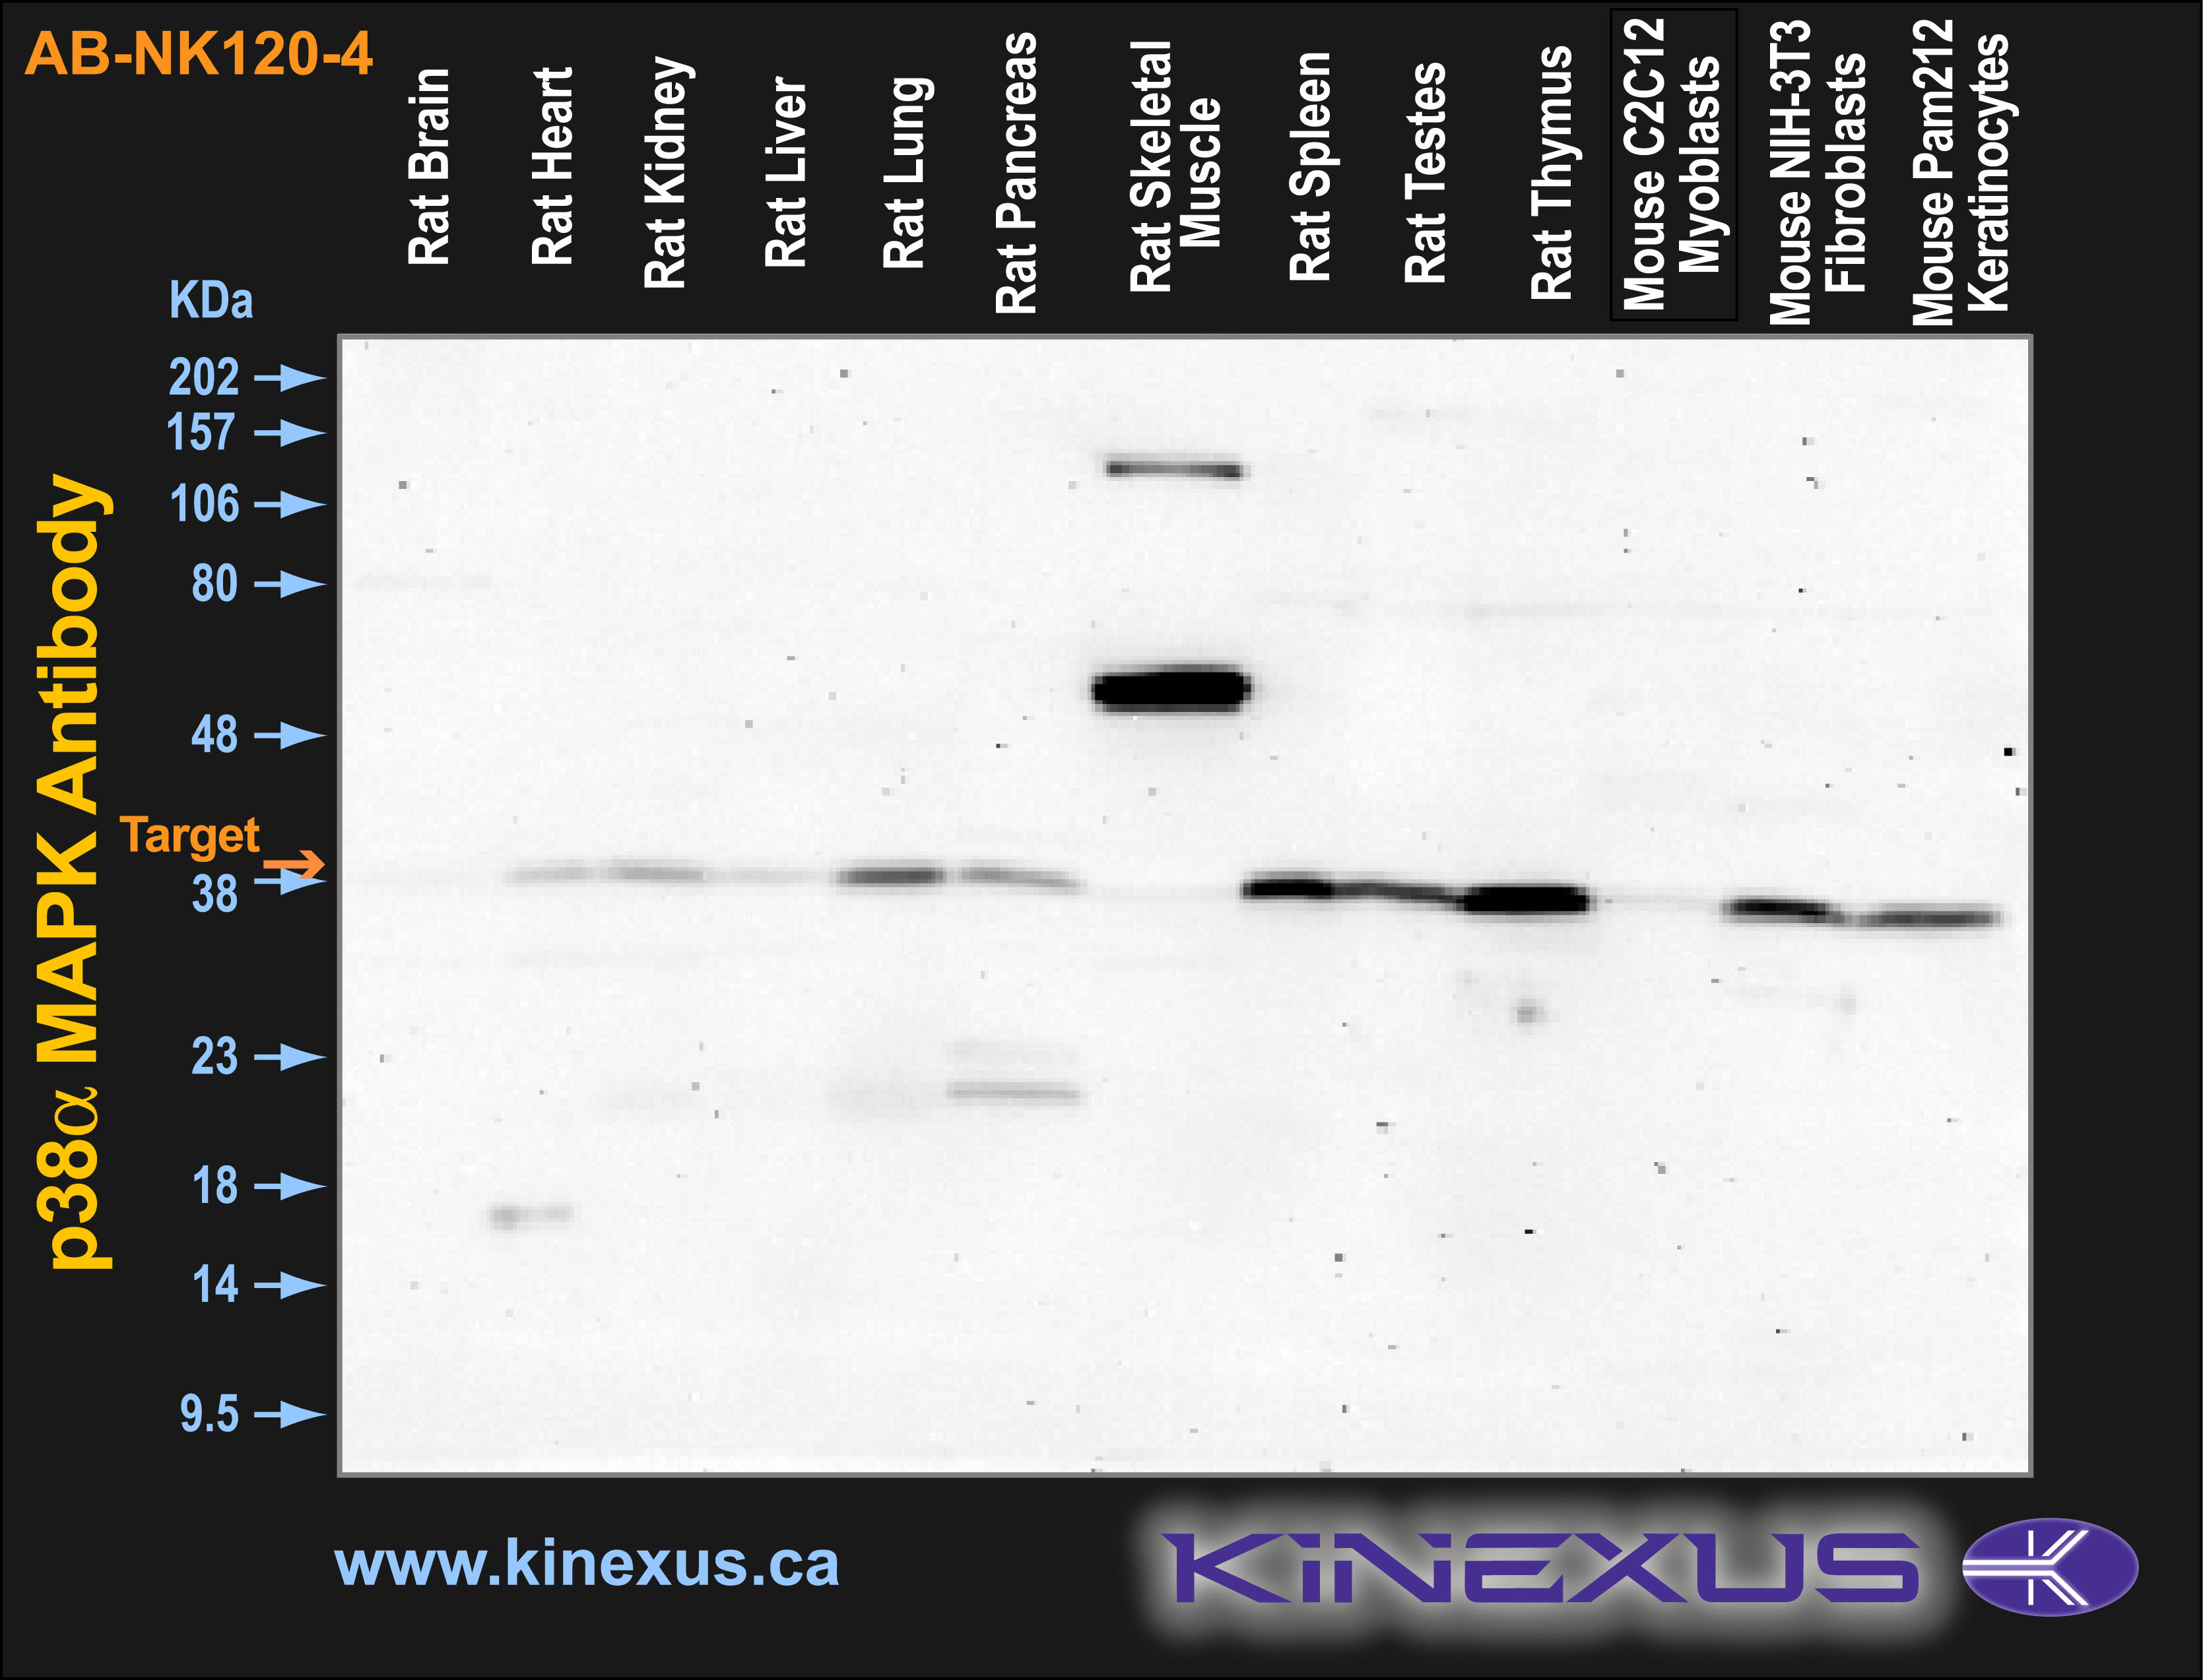 AB-NK120-4
Rat Brain
Rat Heart
Rat Kidney
Rat Liver
Rat Lung
Rat Pancreas
Rat Skeletal
Muscle
Rat Spleen
Rat Testes
Rat Thymus
Mouse C2C12
Myoblasts
Mouse NIH-3T3
Fibroblasts
Mouse Pam212
Keratinocytes
KDa
202
157
106
80
48
Target
38
23
18
14
9.5
p38α MAPK Antibody
www.kinexus.ca
KiNEXUS